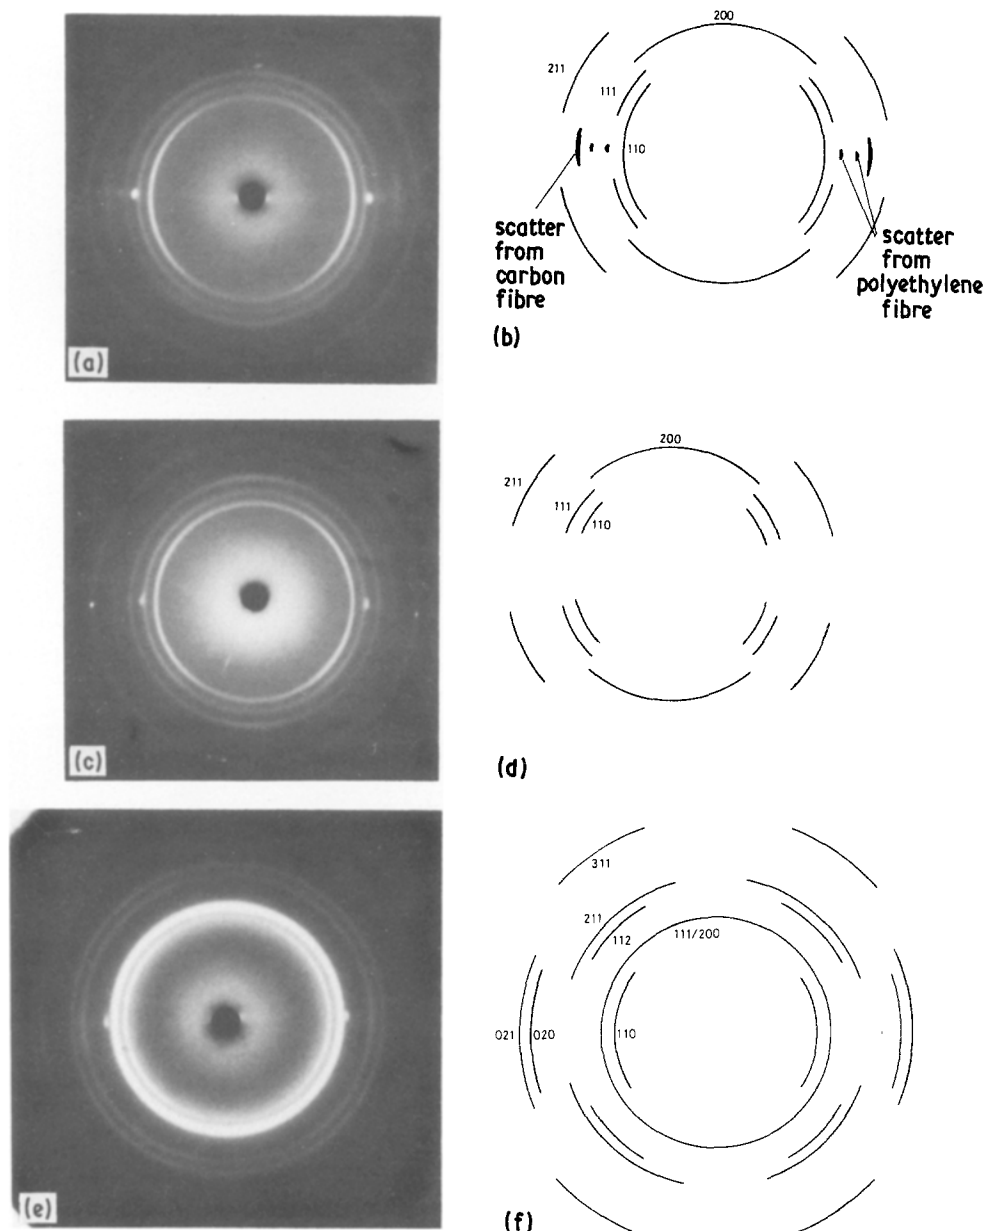 (a)
200
211
111
110
scatter
from
carbon
fibre
scatter
from
polyethylene
fibre
(b)
(c)
200
211
111
110
(d)
(e)
311
211
112
111/200
110
021
020
(f)